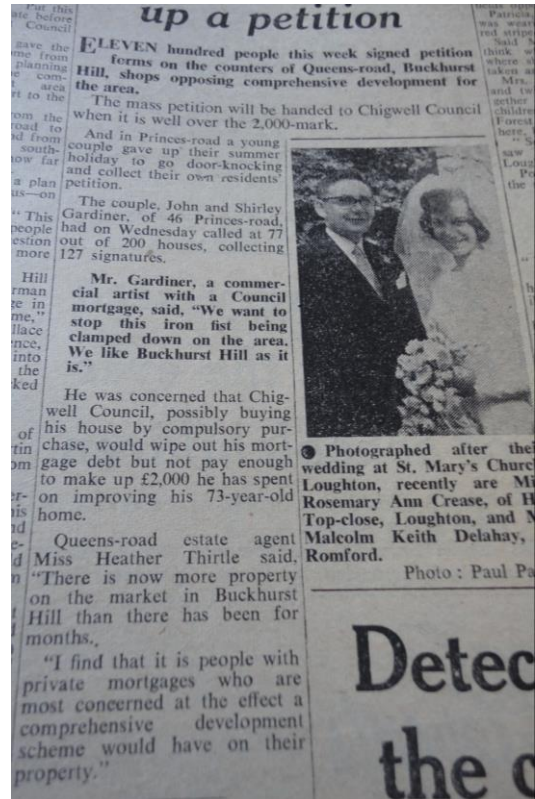 up a petition
ELEVEN hundred people this week signed petition
forms on the counters of Queens-road, Buckhurst
Hill, shops opposing comprehensive development for
the area.
The mass petition will be handed to Chigwell Council
when it is well over the 2,000-mark.
And in Princes-road a young
couple gave up their summer
holiday to go door-knocking
and collect their own residents'
petition.
The couple, John and Shirley
Gardiner, of 46 Princes-road,
had on Wednesday called at 77
out of 200 houses, collecting
127 signatures.
Mr. Gardiner, a commer-
cial artist with a Council
mortgage, said, "We want to
stop this iron fist being
clamped down on the area.
We like Buckhurst Hill as it
is."
He was concerned that Chig-
well Council, possibly buying
his house by compulsory pur-
chase, would wipe out his mort-
gage debt but not pay enough
to make up £2,000 he has spent
on improving his 73-year-old
home.
Queens-road estate agent
Miss Heather Thirtle said,
"There is now more property
on the market in Buckhurst
Hill than there has been for
months.
"I find that it is people with
private mortgages who are
most concerned at the effect a
comprehensive development
scheme would have on their
property."
Photographed after thei
wedding at St. Mary's Churc
Loughton, recently are Mi
Rosemary Ann Crease, of H
Top-close, Loughton, and M
Malcolm Keith Delahay,
Romford.
Photo : Paul Pa
Detec
the c